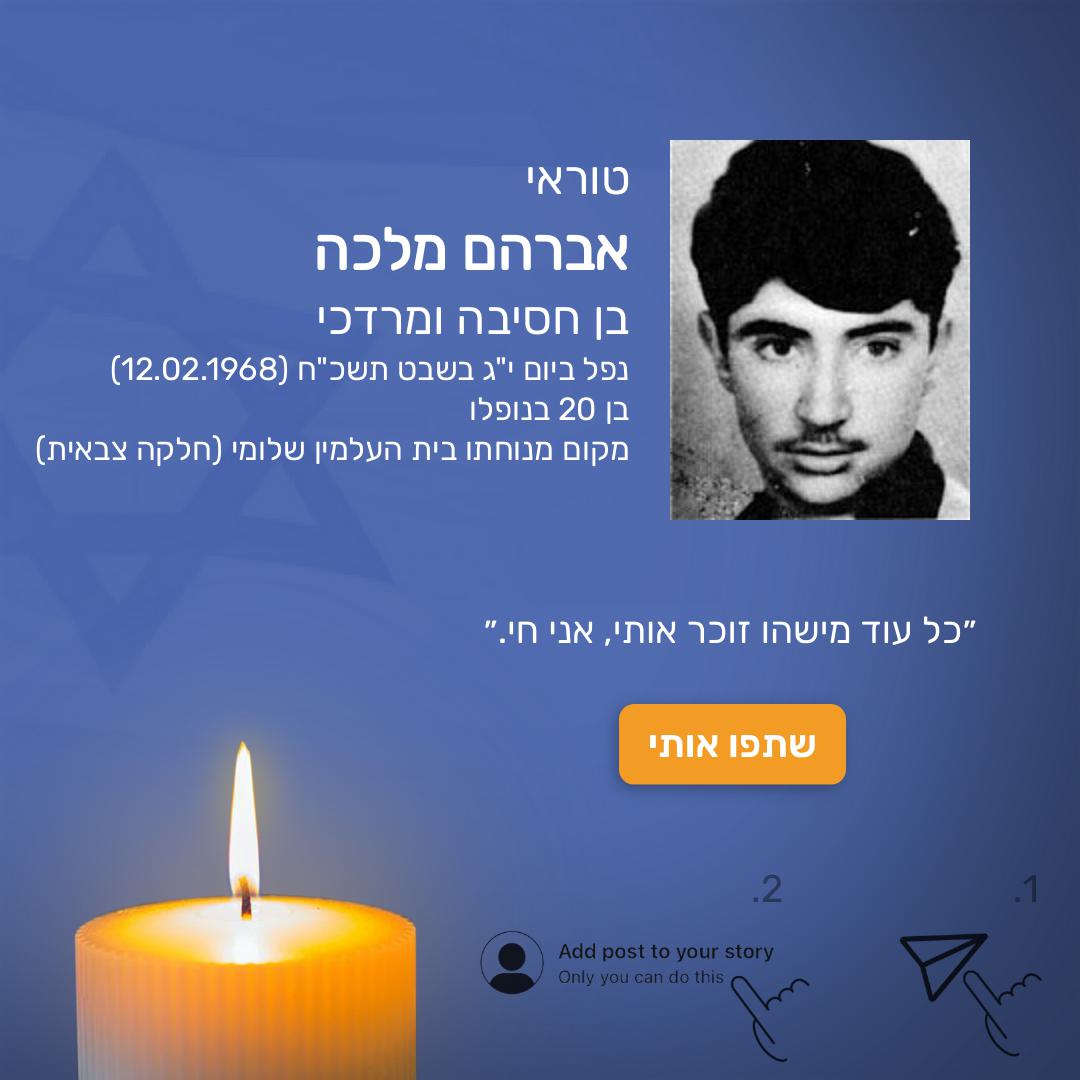 טוראי
אברהם מלכה
בן חסיבה ומרדכי
נפל ביום י"ג בשבט תשכ"ח (12.02.1968)
בן 20 בנופלו
מקום מנוחתו בית העלמין שלומי (חלקה צבאית)
״כל עוד מישהו זוכר אותי, אני חי.״
שתפו אותי
1.
2.
Add post to your story
Only you can do this